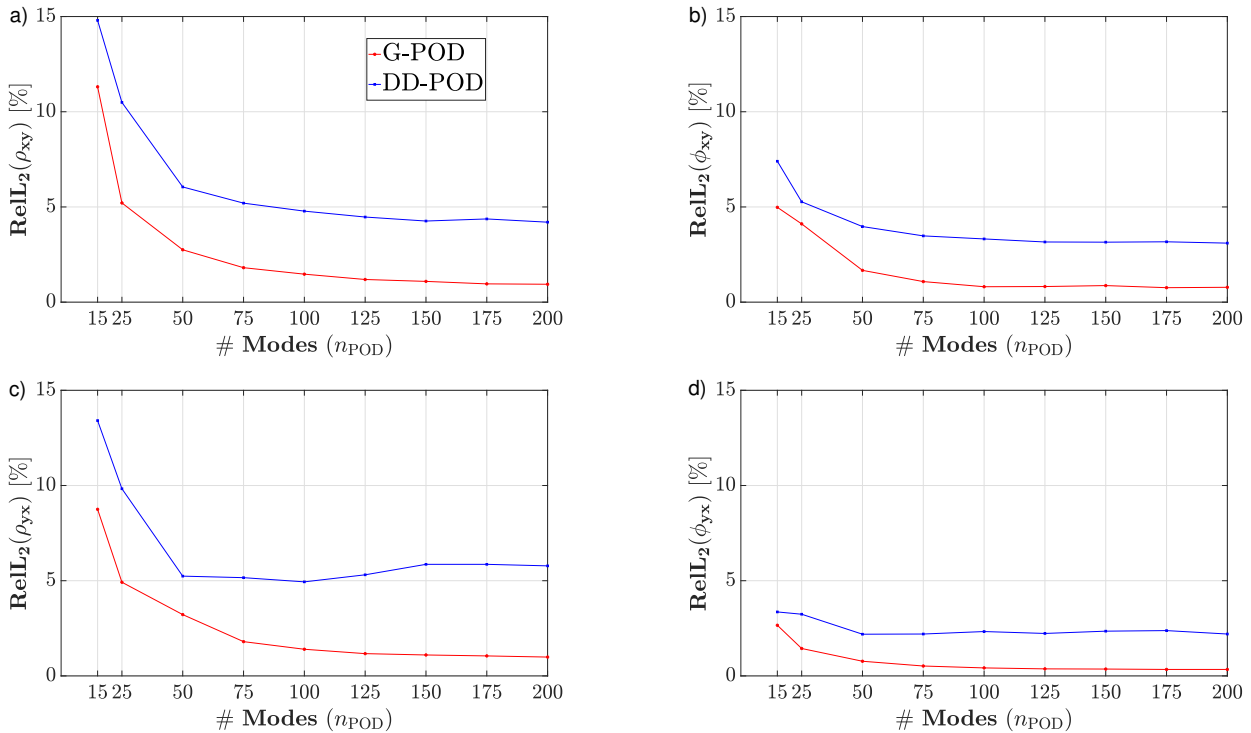 a)
15
10
5
0
RelL₂(ρxy) [%]
G-POD
DD-POD
15 25 50 75 100 125 150 175 200
# Modes (nPOD)
b)
15
10
5
0
RelL₂(ϕxy) [%]
15 25 50 75 100 125 150 175 200
# Modes (nPOD)
c)
15
10
5
0
RelL₂(ρyx) [%]
15 25 50 75 100 125 150 175 200
# Modes (nPOD)
d)
15
10
5
0
RelL₂(ϕyx) [%]
15 25 50 75 100 125 150 175 200
# Modes (nPOD)